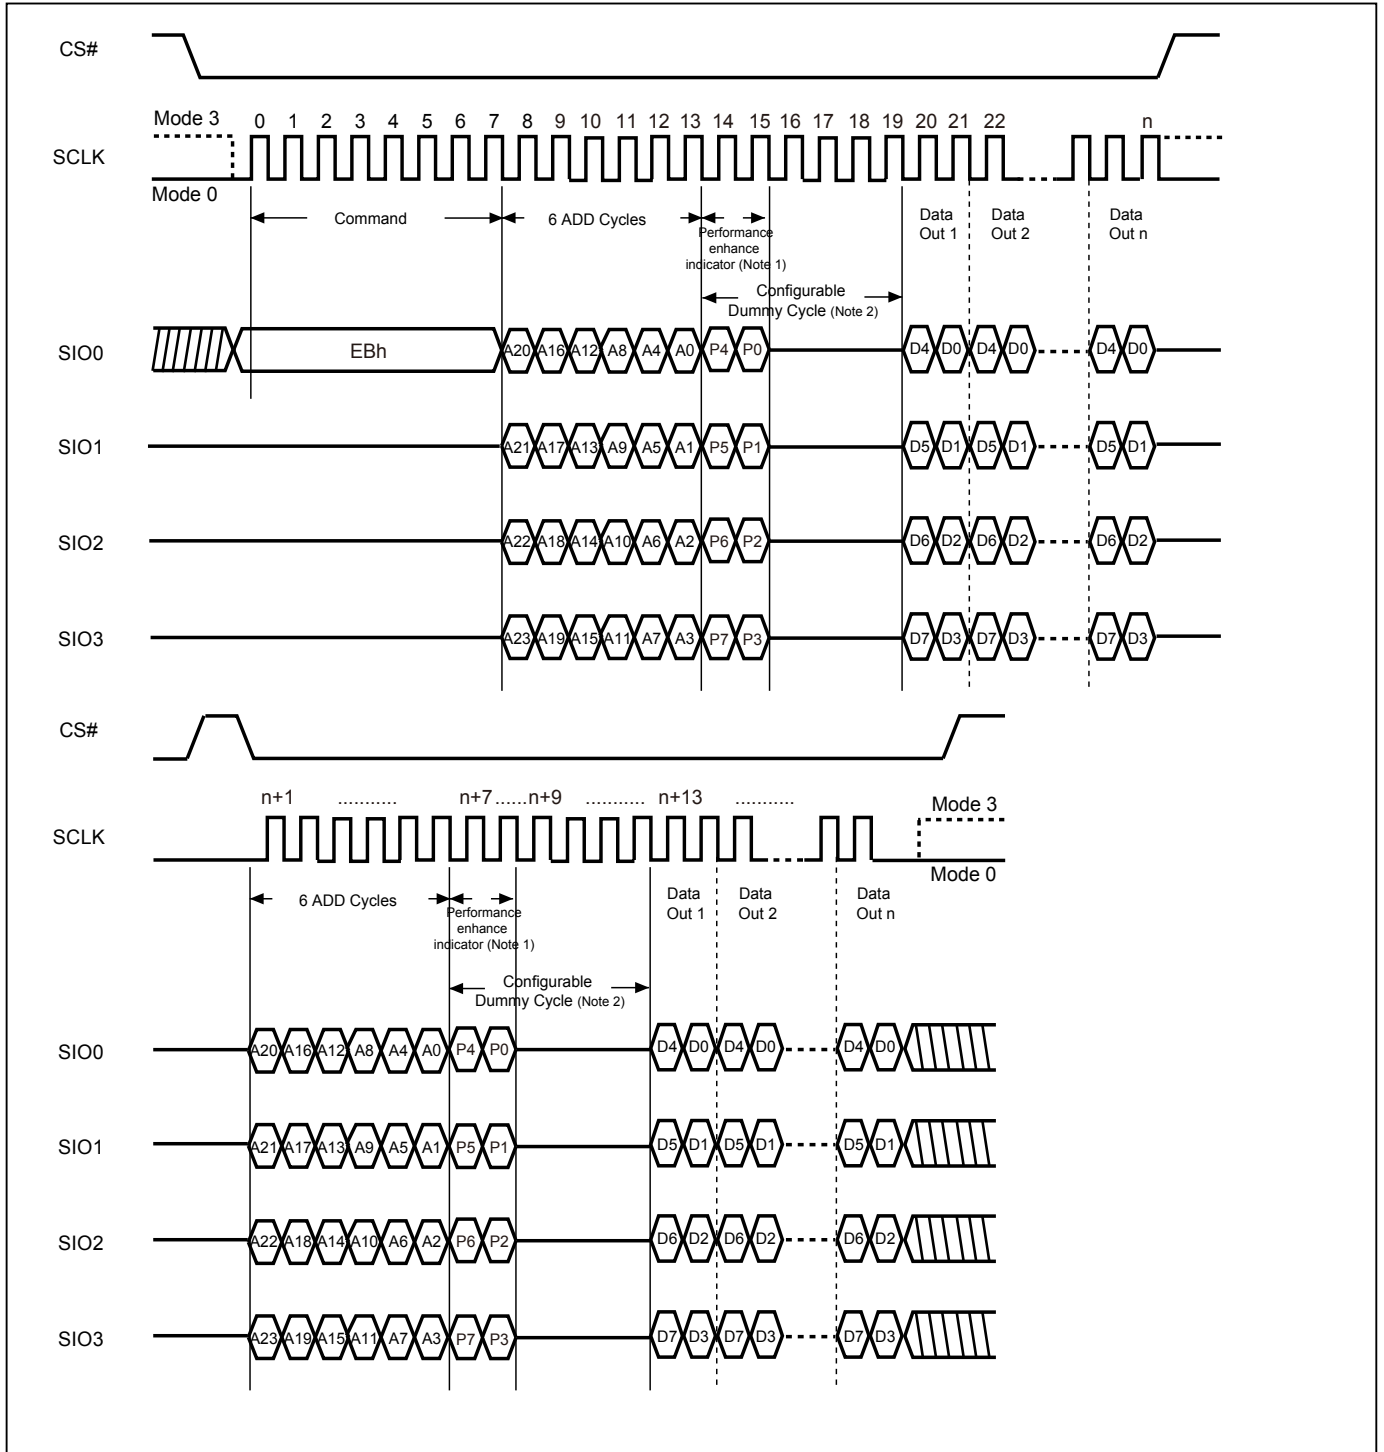 CS#
Mode 3
0 1 2 3 4 5 6 7 8 9 10 11 12 13 14 15 16 17 18 19 20 21 22 n
SCLK
Mode 0
Command
6 ADD Cycles
Performance
enhance
indicator (Note 1)
Data
Out 1
Data
Out 2
Data
Out n
Configurable
Dummy Cycle (Note 2)
SIO0 EBh A20 A16 A12 A8 A4 A0 P4 P0 D4 D0 D4 D0 D4 D0
SIO1 A21 A17 A13 A9 A5 A1 P5 P1 D5 D1 D5 D1 D5 D1
SIO2 A22 A18 A14 A10 A6 A2 P6 P2 D6 D2 D6 D2 D6 D2
SIO3 A23 A19 A15 A11 A7 A3 P7 P3 D7 D3 D7 D3 D7 D3
CS#
n+1 ........... n+7 ......n+9 ........... n+13 ...........
Mode 3
SCLK
Mode 0
6 ADD Cycles
Performance
enhance
indicator (Note 1)
Data
Out 1
Data
Out 2
Data
Out n
Configurable
Dummy Cycle (Note 2)
SIO0 A20 A16 A12 A8 A4 A0 P4 P0 D4 D0 D4 D0 D4 D0
SIO1 A21 A17 A13 A9 A5 A1 P5 P1 D5 D1 D5 D1 D5 D1
SIO2 A22 A18 A14 A10 A6 A2 P6 P2 D6 D2 D6 D2 D6 D2
SIO3 A23 A19 A15 A11 A7 A3 P7 P3 D7 D3 D7 D3 D7 D3